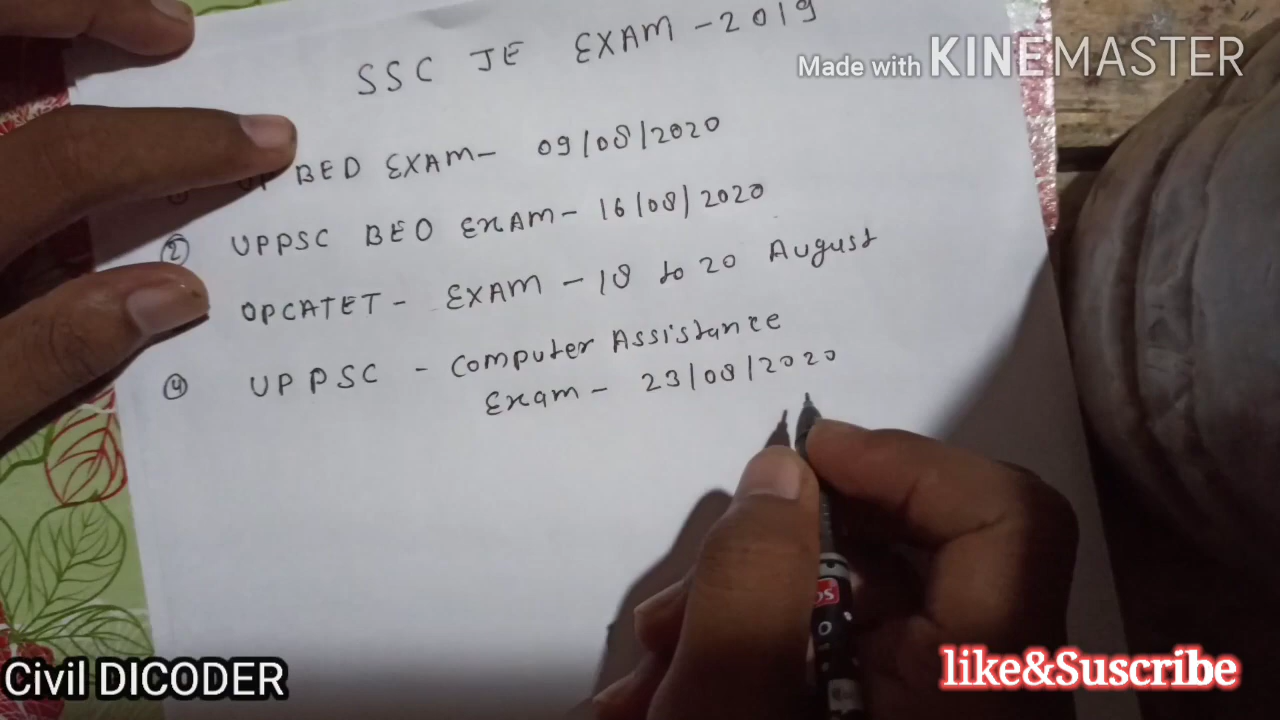 SSC JE EXAM - 2019
Made with KINEMASTER
UP BED EXAM - 09/08/2020
② UPPSC BEO Exam - 16/08/2020
OPCATET - EXAM - 18 to 20 August
④ UPPSC - Computer Assistance
Exam - 23/08/2020
Civil DICODER
like&Suscribe